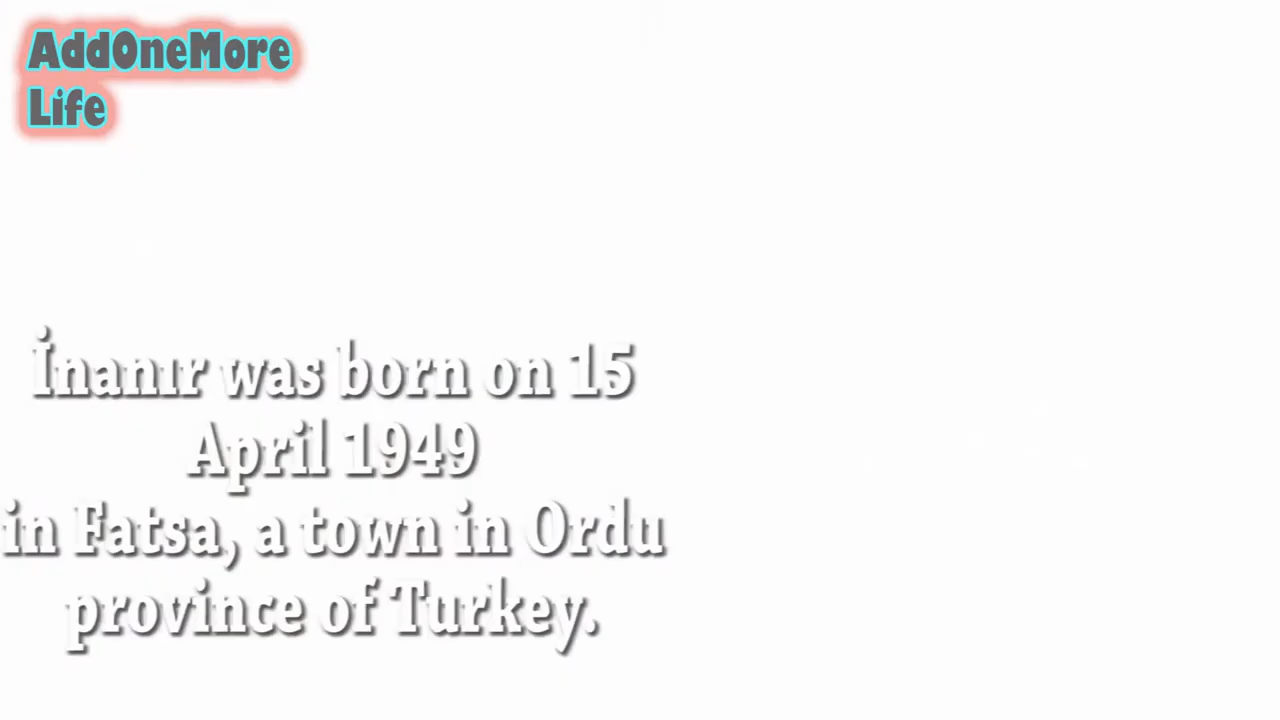 AddOneMore
Life
İnanır was born on 15
April 1949
in Fatsa, a town in Ordu
province of Turkey.